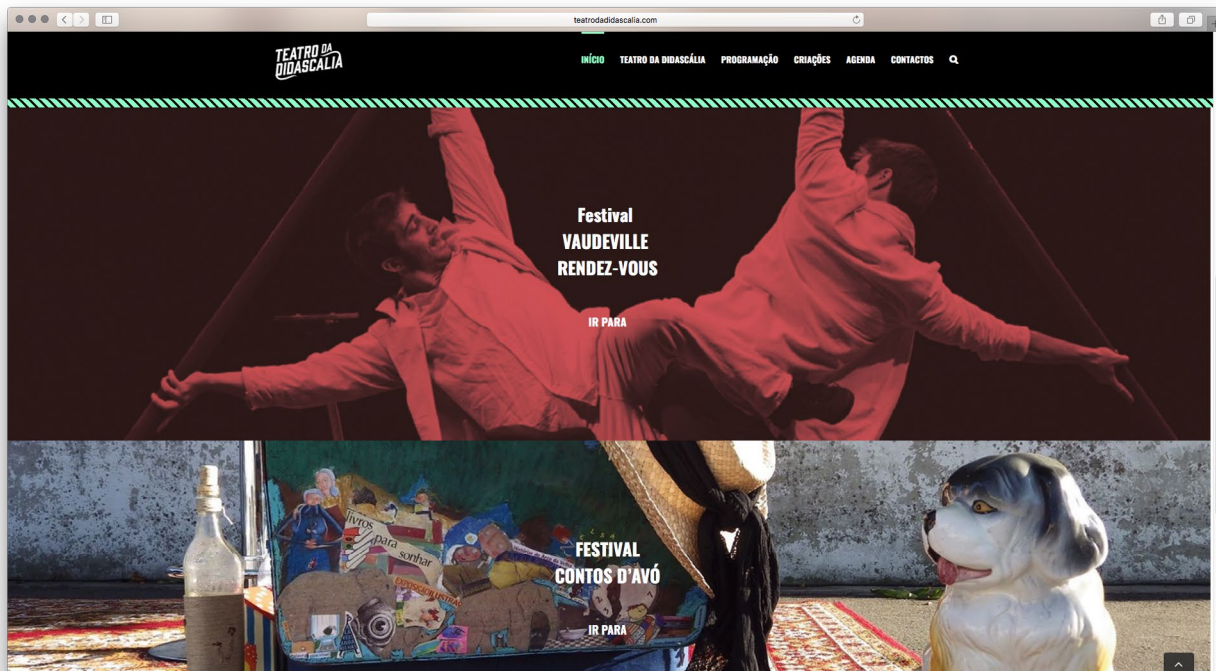 teatrodadidascalia.com
TEATRO DA
DIDASCALIA
INÍCIO TEATRO DA DIDASCÁLIA PROGRAMAÇÃO CRIAÇÕES AGENDA CONTACTOS
Festival
VAUDEVILLE
RENDEZ-VOUS
IR PARA
livros
para sonhar
FESTIVAL
CONTOS D'AVÓ
IR PARA